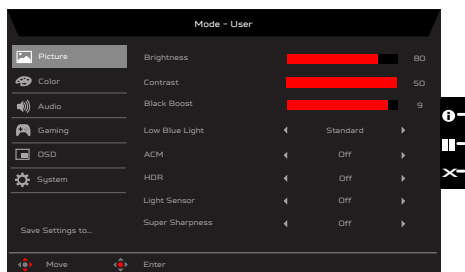 Mode - User
Picture
Color
Audio
Gaming
OSD
System
Save Settings to...
Brightness 80
Contrast 50
Black Boost 9
Low Blue Light Standard
ACM Off
HDR Off
Light Sensor Off
Super Sharpness Off
Move Enter